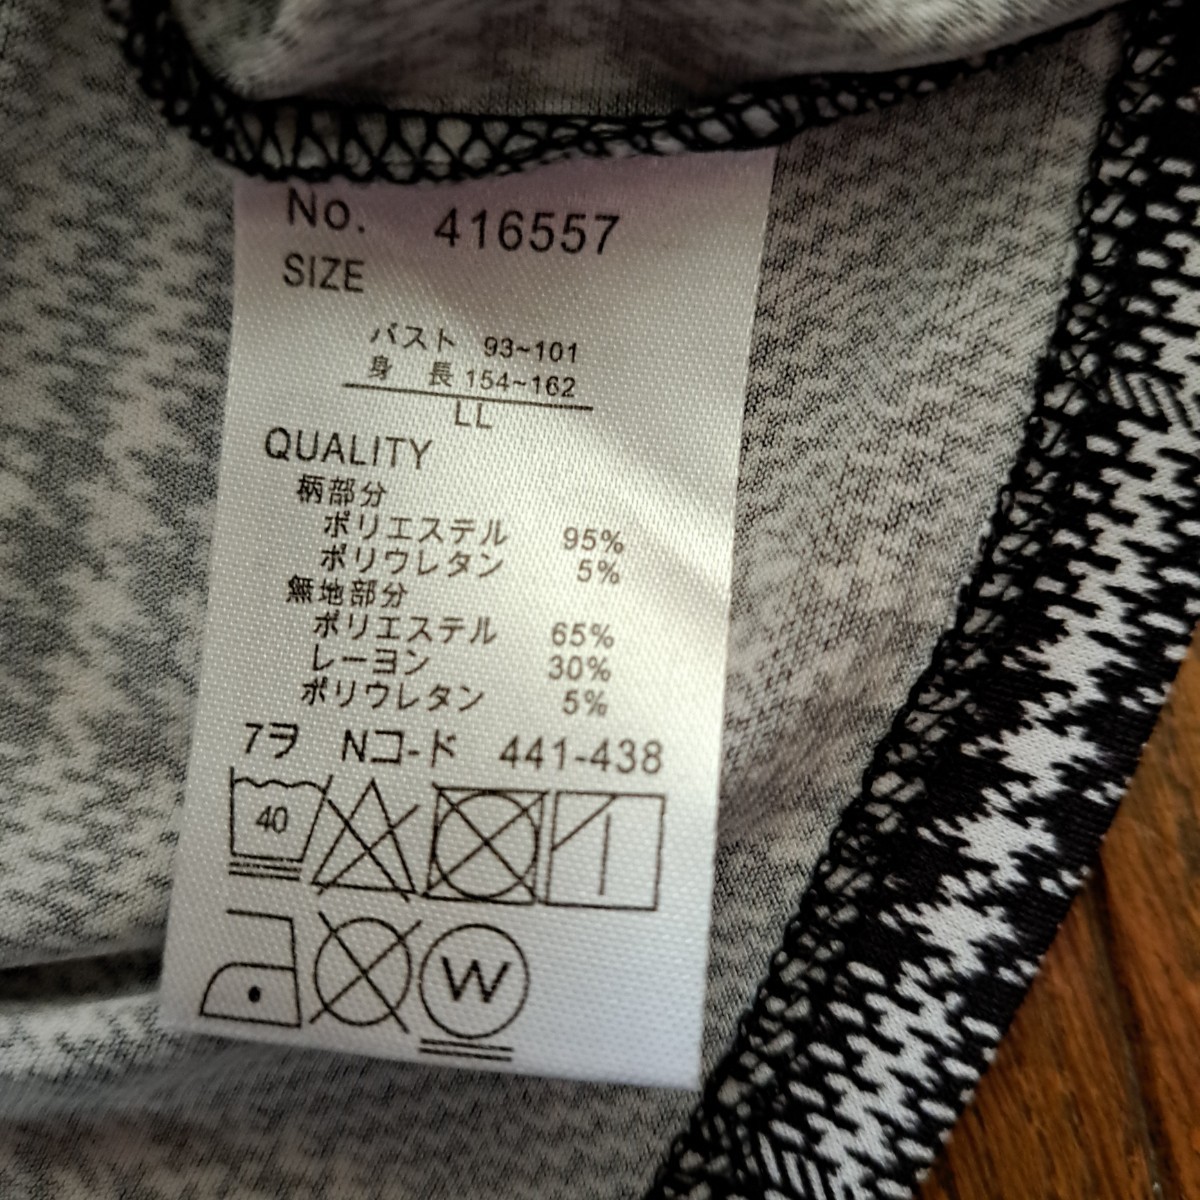 No. 416557
SIZE
バスト 93~101
身 長 154~162
LL
QUALITY
柄部分
ポリエステル 95%
ポリウレタン 5%
無地部分
ポリエステル 65%
レーヨン 30%
ポリウレタン 5%
7ヲ Nコード 441-438
40
W